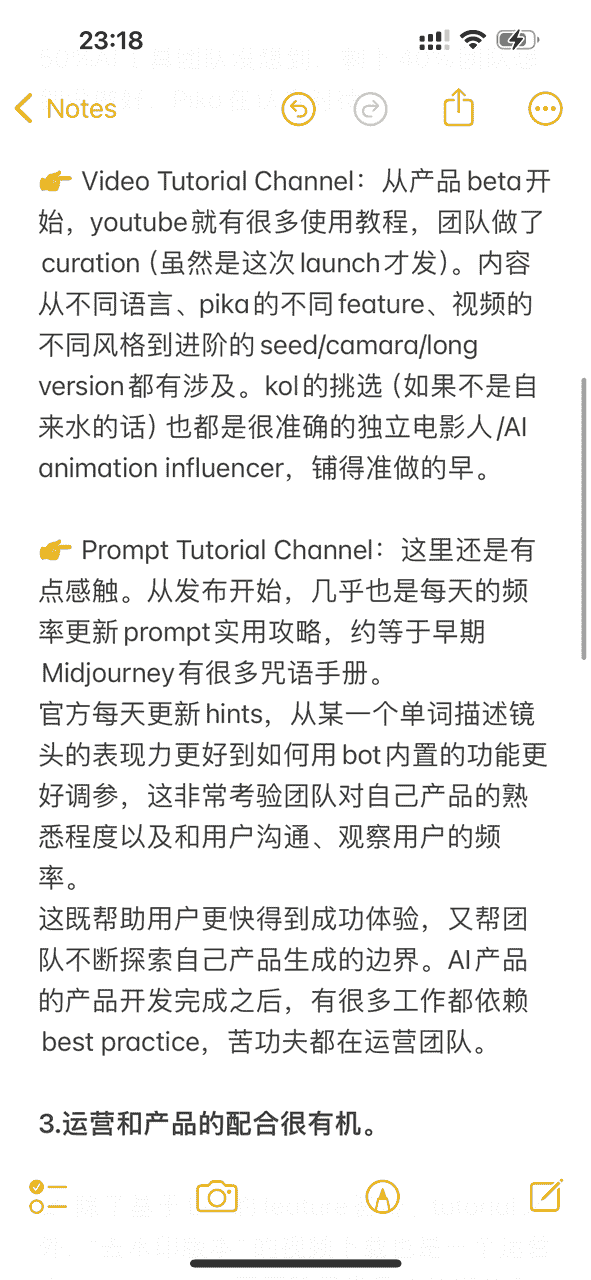 23:18
Notes
👉 Video Tutorial Channel：从产品beta开
始，youtube就有很多使用教程，团队做了
curation（虽然是这次launch才发）。内容
从不同语言、pika的不同feature、视频的
不同风格到进阶的seed/camara/long
version都有涉及。kol的挑选（如果不是自
来水的话）也都是很准确的独立电影人/AI
animation influencer，铺得准做的早。
👉 Prompt Tutorial Channel：这里还是有
点感触。从发布开始，几乎也是每天的频
率更新prompt实用攻略，约等于早期
Midjourney有很多咒语手册。
官方每天更新hints，从某一个单词描述镜
头的表现力更好到如何用bot内置的功能更
好调参，这非常考验团队对自己产品的熟
悉程度以及和用户沟通、观察用户的频
率。
这既帮助用户更快得到成功体验，又帮团
队不断探索自己产品生成的边界。AI产品
的产品开发完成之后，有很多工作都依赖
best practice，苦功夫都在运营团队。
3.运营和产品的配合很有机。